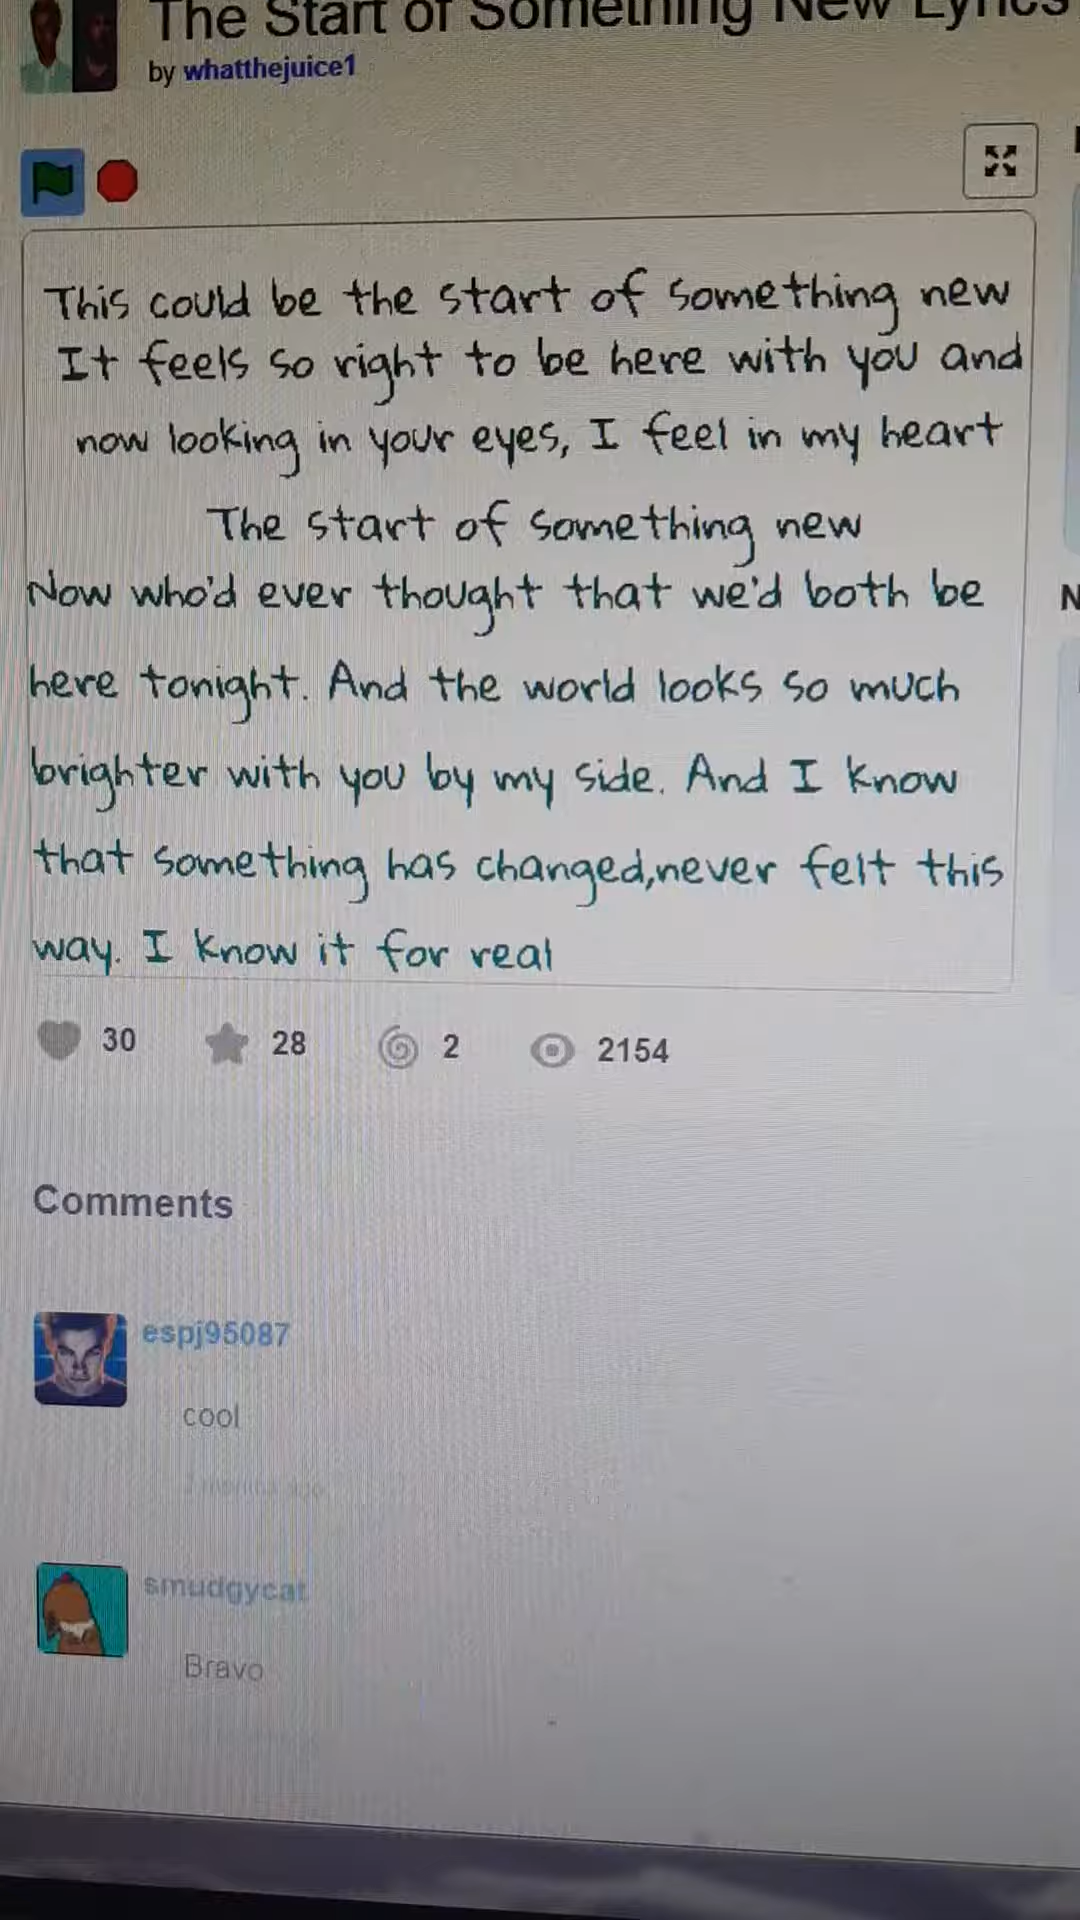 The Start of Something New Lyrics
by whatthejuice1
This could be the start of something new
It feels so right to be here with you and
now looking in your eyes, I feel in my heart
The start of something new
Now who'd ever thought that we'd both be
here tonight. And the world looks so much
brighter with you by my side. And I know
that something has changed,never felt this
way. I know it for real
30 28 2 2154
Comments
espj95087
cool
smudgycat
Bravo